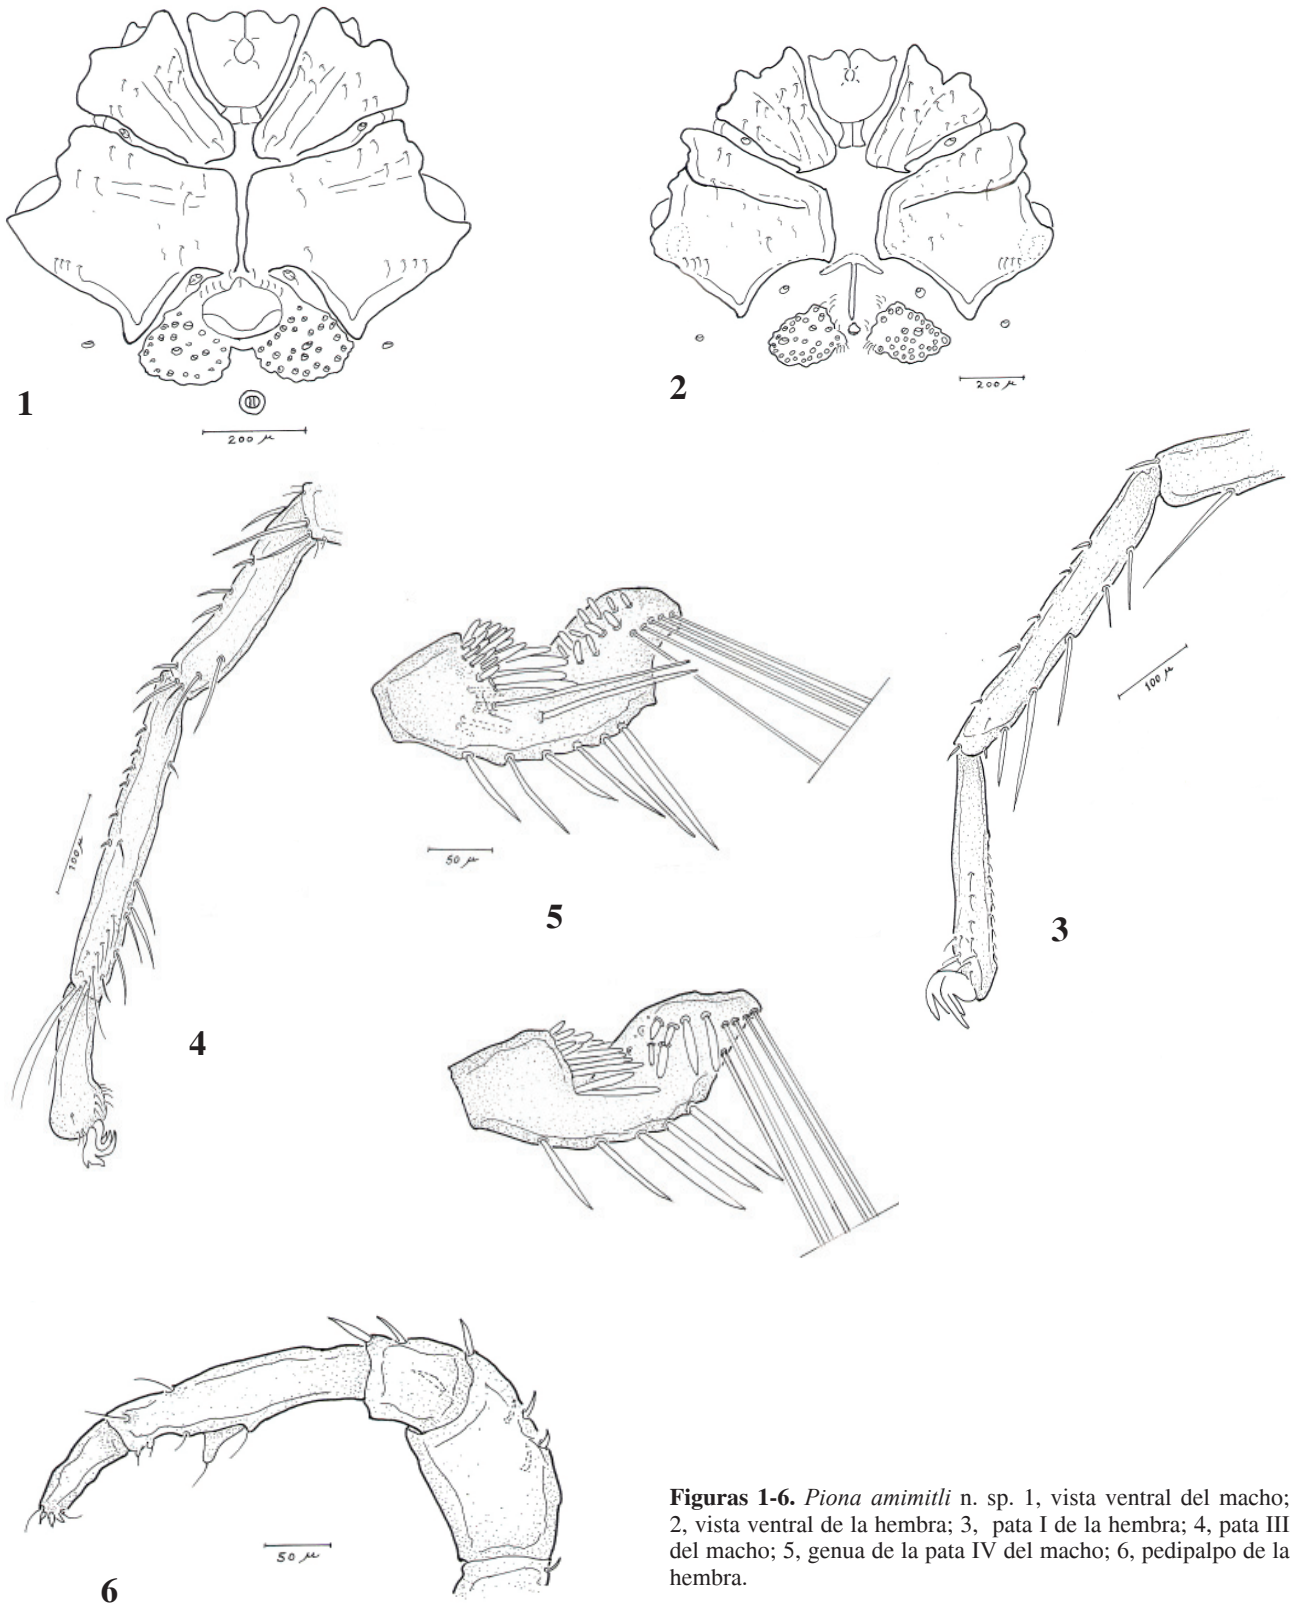 1
200 µ
2
200 µ
100 µ
3
100 µ
4
50 µ
5
50 µ
6
Figuras 1-6. Piona amimitli n. sp. 1, vista ventral del macho;
2, vista ventral de la hembra; 3, pata I de la hembra; 4, pata III
del macho; 5, genua de la pata IV del macho; 6, pedipalpo de la
hembra.